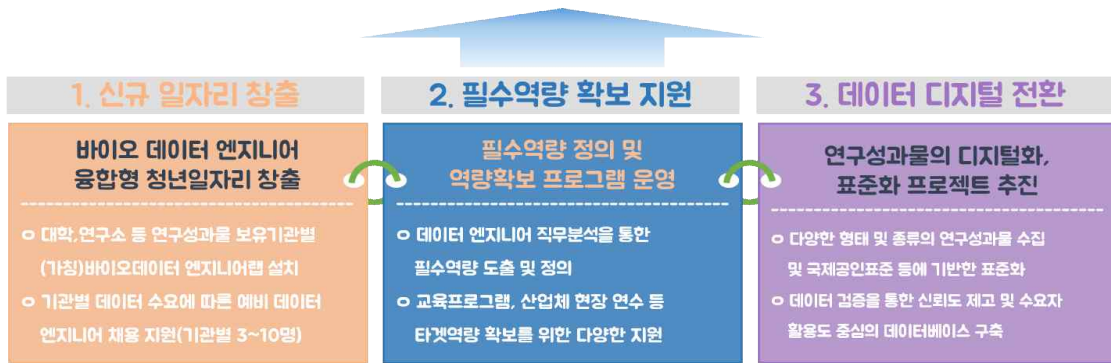 1. 신규 일자리 창출
바이오 데이터 엔지니어
융합형 청년일자리 창출
ㅇ 대학,연구소 등 연구성과물 보유기관별
(가칭)바이오데이터 엔지니어랩 설치
ㅇ 기관별 데이터 수요에 따른 예비 데이터
엔지니어 채용 지원(기관별 3~10명)
2. 필수역량 확보 지원
필수역량 정의 및
역량확보 프로그램 운영
ㅇ 데이터 엔지니어 직무분석을 통한
필수역량 도출 및 정의
ㅇ 교육프로그램, 산업체 현장 연수 등
타겟역량 확보를 위한 다양한 지원
3. 데이터 디지털 전환
연구성과물의 디지털화,
표준화 프로젝트 추진
ㅇ 다양한 형태 및 종류의 연구성과물 수집
및 국제공인표준 등에 기반한 표준화
ㅇ 데이터 검증을 통한 신뢰도 제고 및 수요자
활용도 중심의 데이터베이스 구축